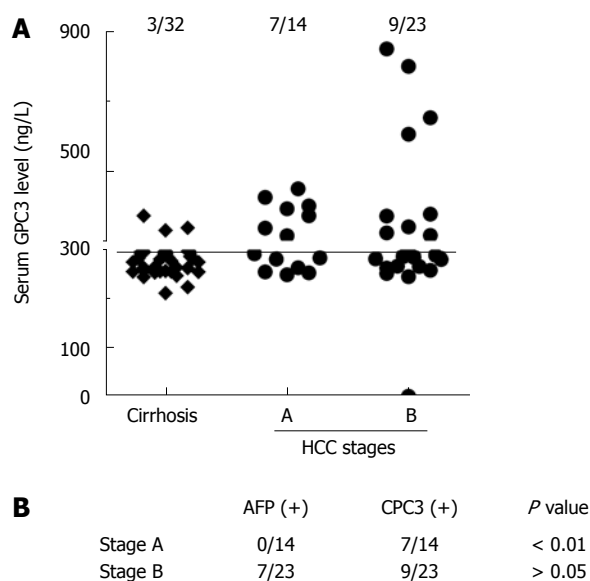 A
3/32 7/14 9/23
900
500
300
100
0
Serum GPC3 level (ng/L)
Cirrhosis A B
HCC stages
B
AFP (+) CPC3 (+) P value
Stage A 0/14 7/14 < 0.01
Stage B 7/23 9/23 > 0.05